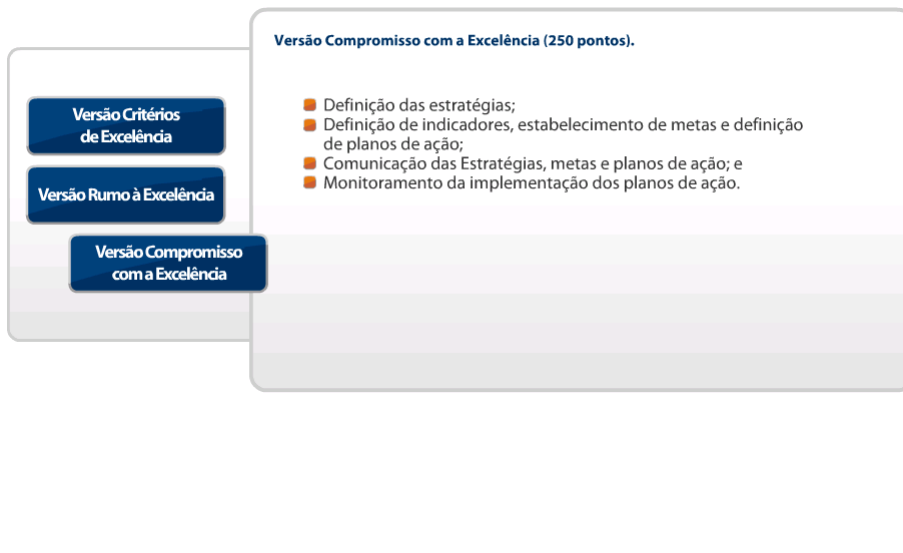 Versão Compromisso com a Excelência (250 pontos).
Versão Critérios
de Excelência
Versão Rumo à Excelência
Versão Compromisso
com a Excelência
Definição das estratégias;
Definição de indicadores, estabelecimento de metas e definição
de planos de ação;
Comunicação das Estratégias, metas e planos de ação; e
Monitoramento da implementação dos planos de ação.